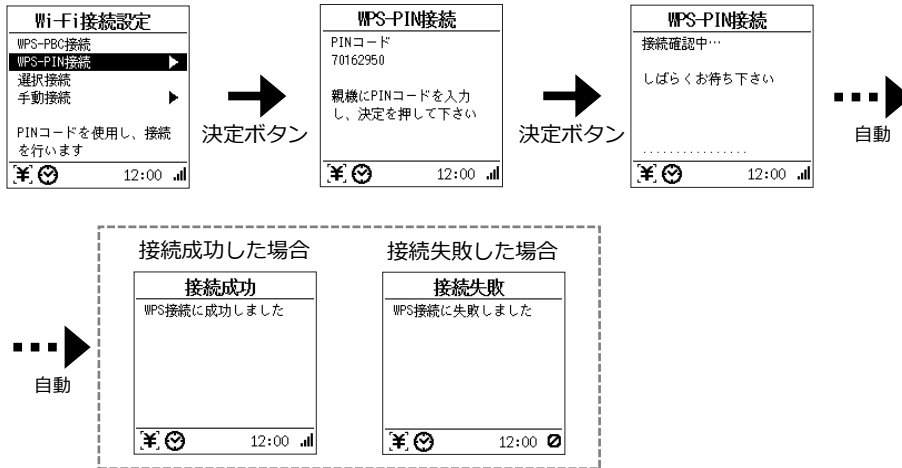 Wi-Fi接続設定
WPS-PBC接続
WPS-PIN接続
選択接続
手動接続
PINコードを使用し、接続
を行います
12:00
決定ボタン
WPS-PIN接続
PINコード
70162950
親機にPINコードを入力
し、決定を押して下さい
12:00
決定ボタン
WPS-PIN接続
接続確認中…
しばらくお待ち下さい
................
12:00
自動
自動
接続成功した場合
接続成功
WPS接続に成功しました
12:00
接続失敗した場合
接続失敗
WPS接続に失敗しました
12:00